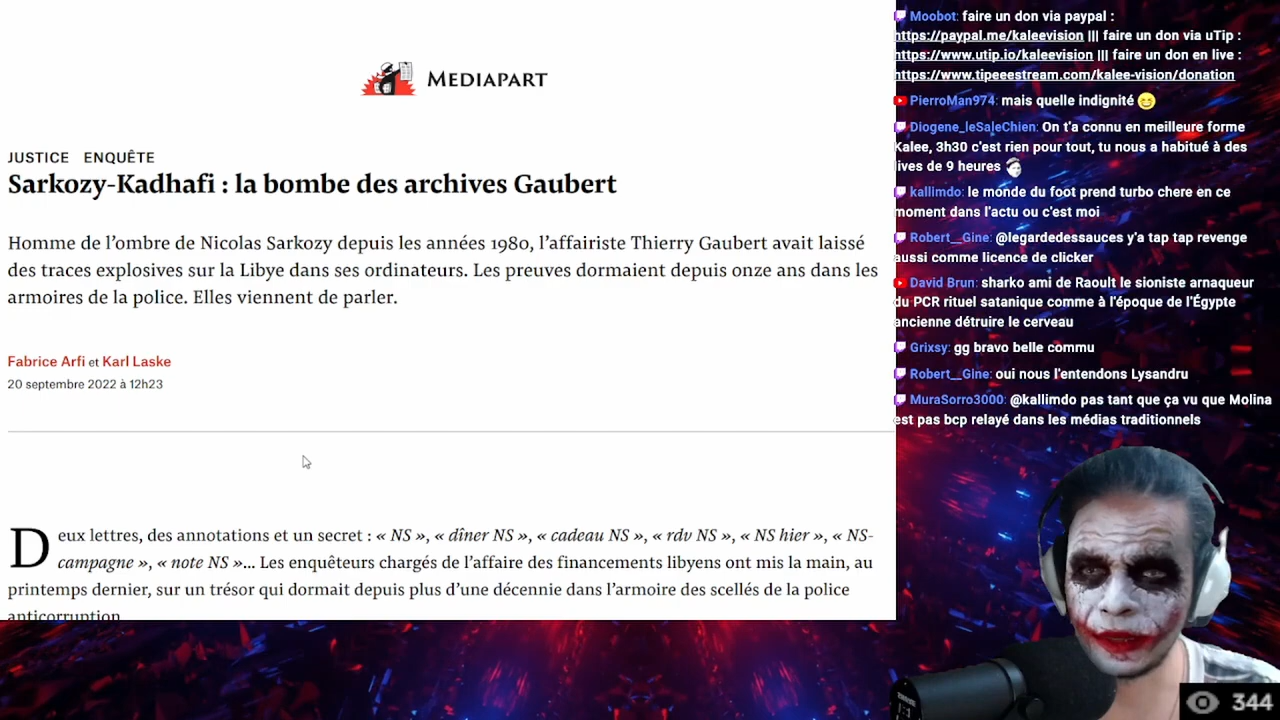 MEDIAPART
JUSTICE ENQUÊTE
Sarkozy-Kadhafi : la bombe des archives Gaubert
Homme de l’ombre de Nicolas Sarkozy depuis les années 1980, l’affairiste Thierry Gaubert avait laissé
des traces explosives sur la Libye dans ses ordinateurs. Les preuves dormaient depuis onze ans dans les
armoires de la police. Elles viennent de parler.
Fabrice Arfi et Karl Laske
20 septembre 2022 à 12h23
Deux lettres, des annotations et un secret : « NS », « dîner NS », « cadeau NS », « rdv NS », « NS hier », « NS-
campagne », « note NS »... Les enquêteurs chargés de l’affaire des financements libyens ont mis la main, au
printemps dernier, sur un trésor qui dormait depuis plus d’une décennie dans l’armoire des scellés de la police
anticorruption
Moobot: faire un don via paypal :
https://paypal.me/kaleevision ||| faire un don via uTip :
https://www.utip.io/kaleevision ||| faire un don en live :
https://www.tipeeestream.com/kalee-vision/donation
PierroMan974: mais quelle indignité
Diogene_leSaleChien: On t'a connu en meilleure forme
Kalee, 3h30 c'est rien pour tout, tu nous a habitué à des
lives de 9 heures
kallimdo: le monde du foot prend turbo chere en ce
moment dans l'actu ou c'est moi
Robert__Gine: @legardedessauces y'a tap tap revenge
aussi comme licence de clicker
David Brun: sharko ami de Raoult le sioniste arnaqueur
du PCR rituel satanique comme à l'époque de l'Égypte
ancienne détruire le cerveau
Grixsy: gg bravo belle commu
Robert__Gine: oui nous l'entendons Lysandru
MuraSorro3000: @kallimdo pas tant que ça vu que Molina
est pas bcp relayé dans les médias traditionnels
344